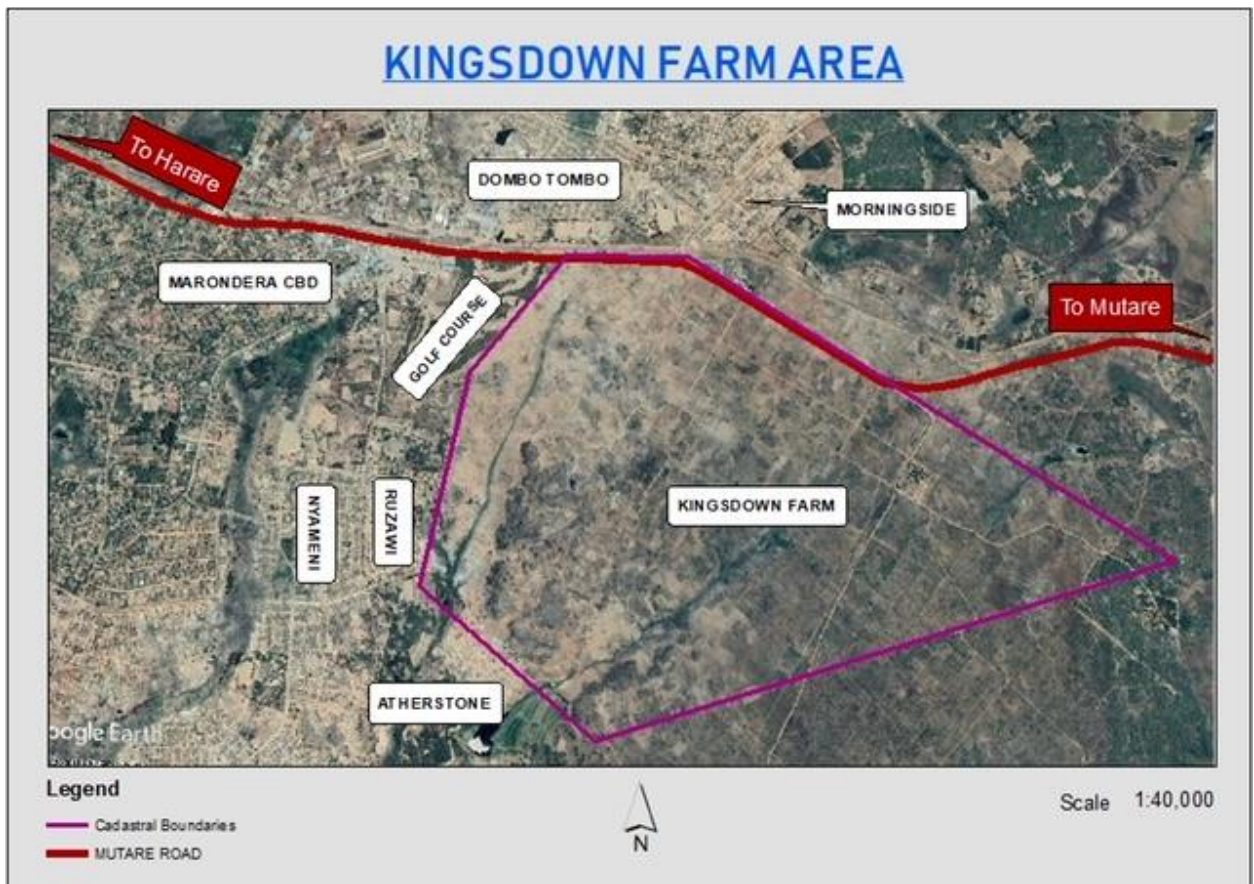 KINGSDOWN FARM AREA
To Harare
DOMBO TOMBO
MORNINGSIDE
MARONDERA CBD
GOLF COURSE
To Mutare
KINGSDOWN FARM
NYAMENI
RUZAWI
ATHERSTONE
oogle Earth
Legend
Cadastral Boundaries
MUTARE ROAD
N
Scale 1:40,000